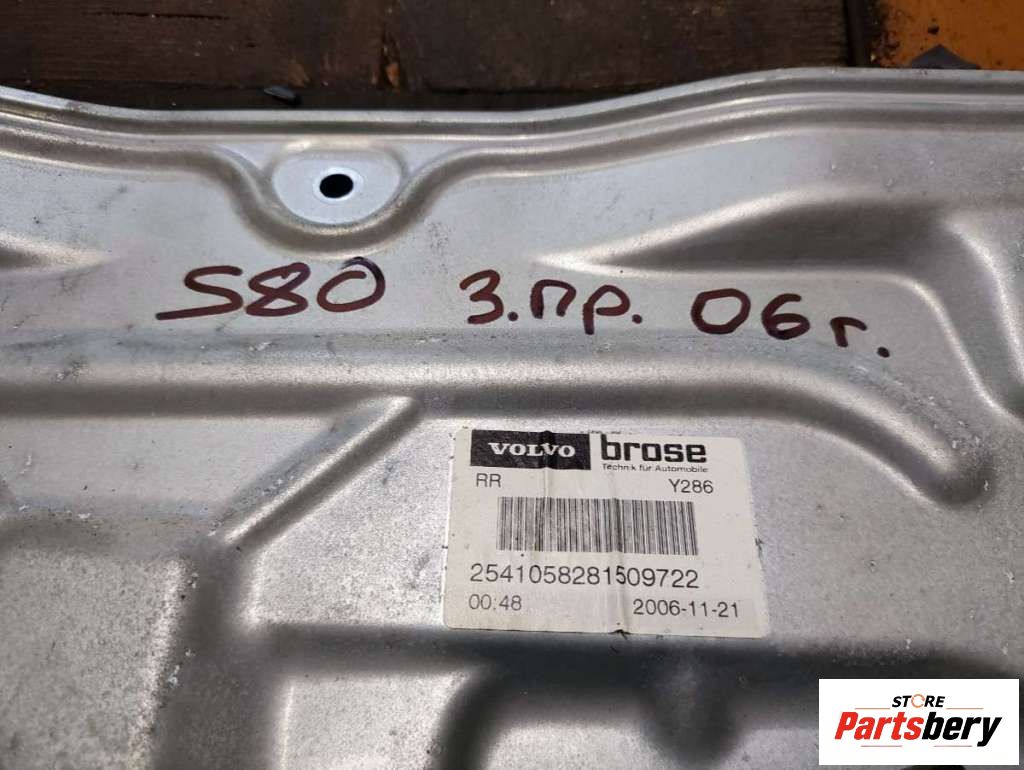 S80 з.пр. 06г.
VOLVO brose
Technik für Automobile
RR Y286
2541058281509722
00:48 2006-11-21
STORE
Partsbery